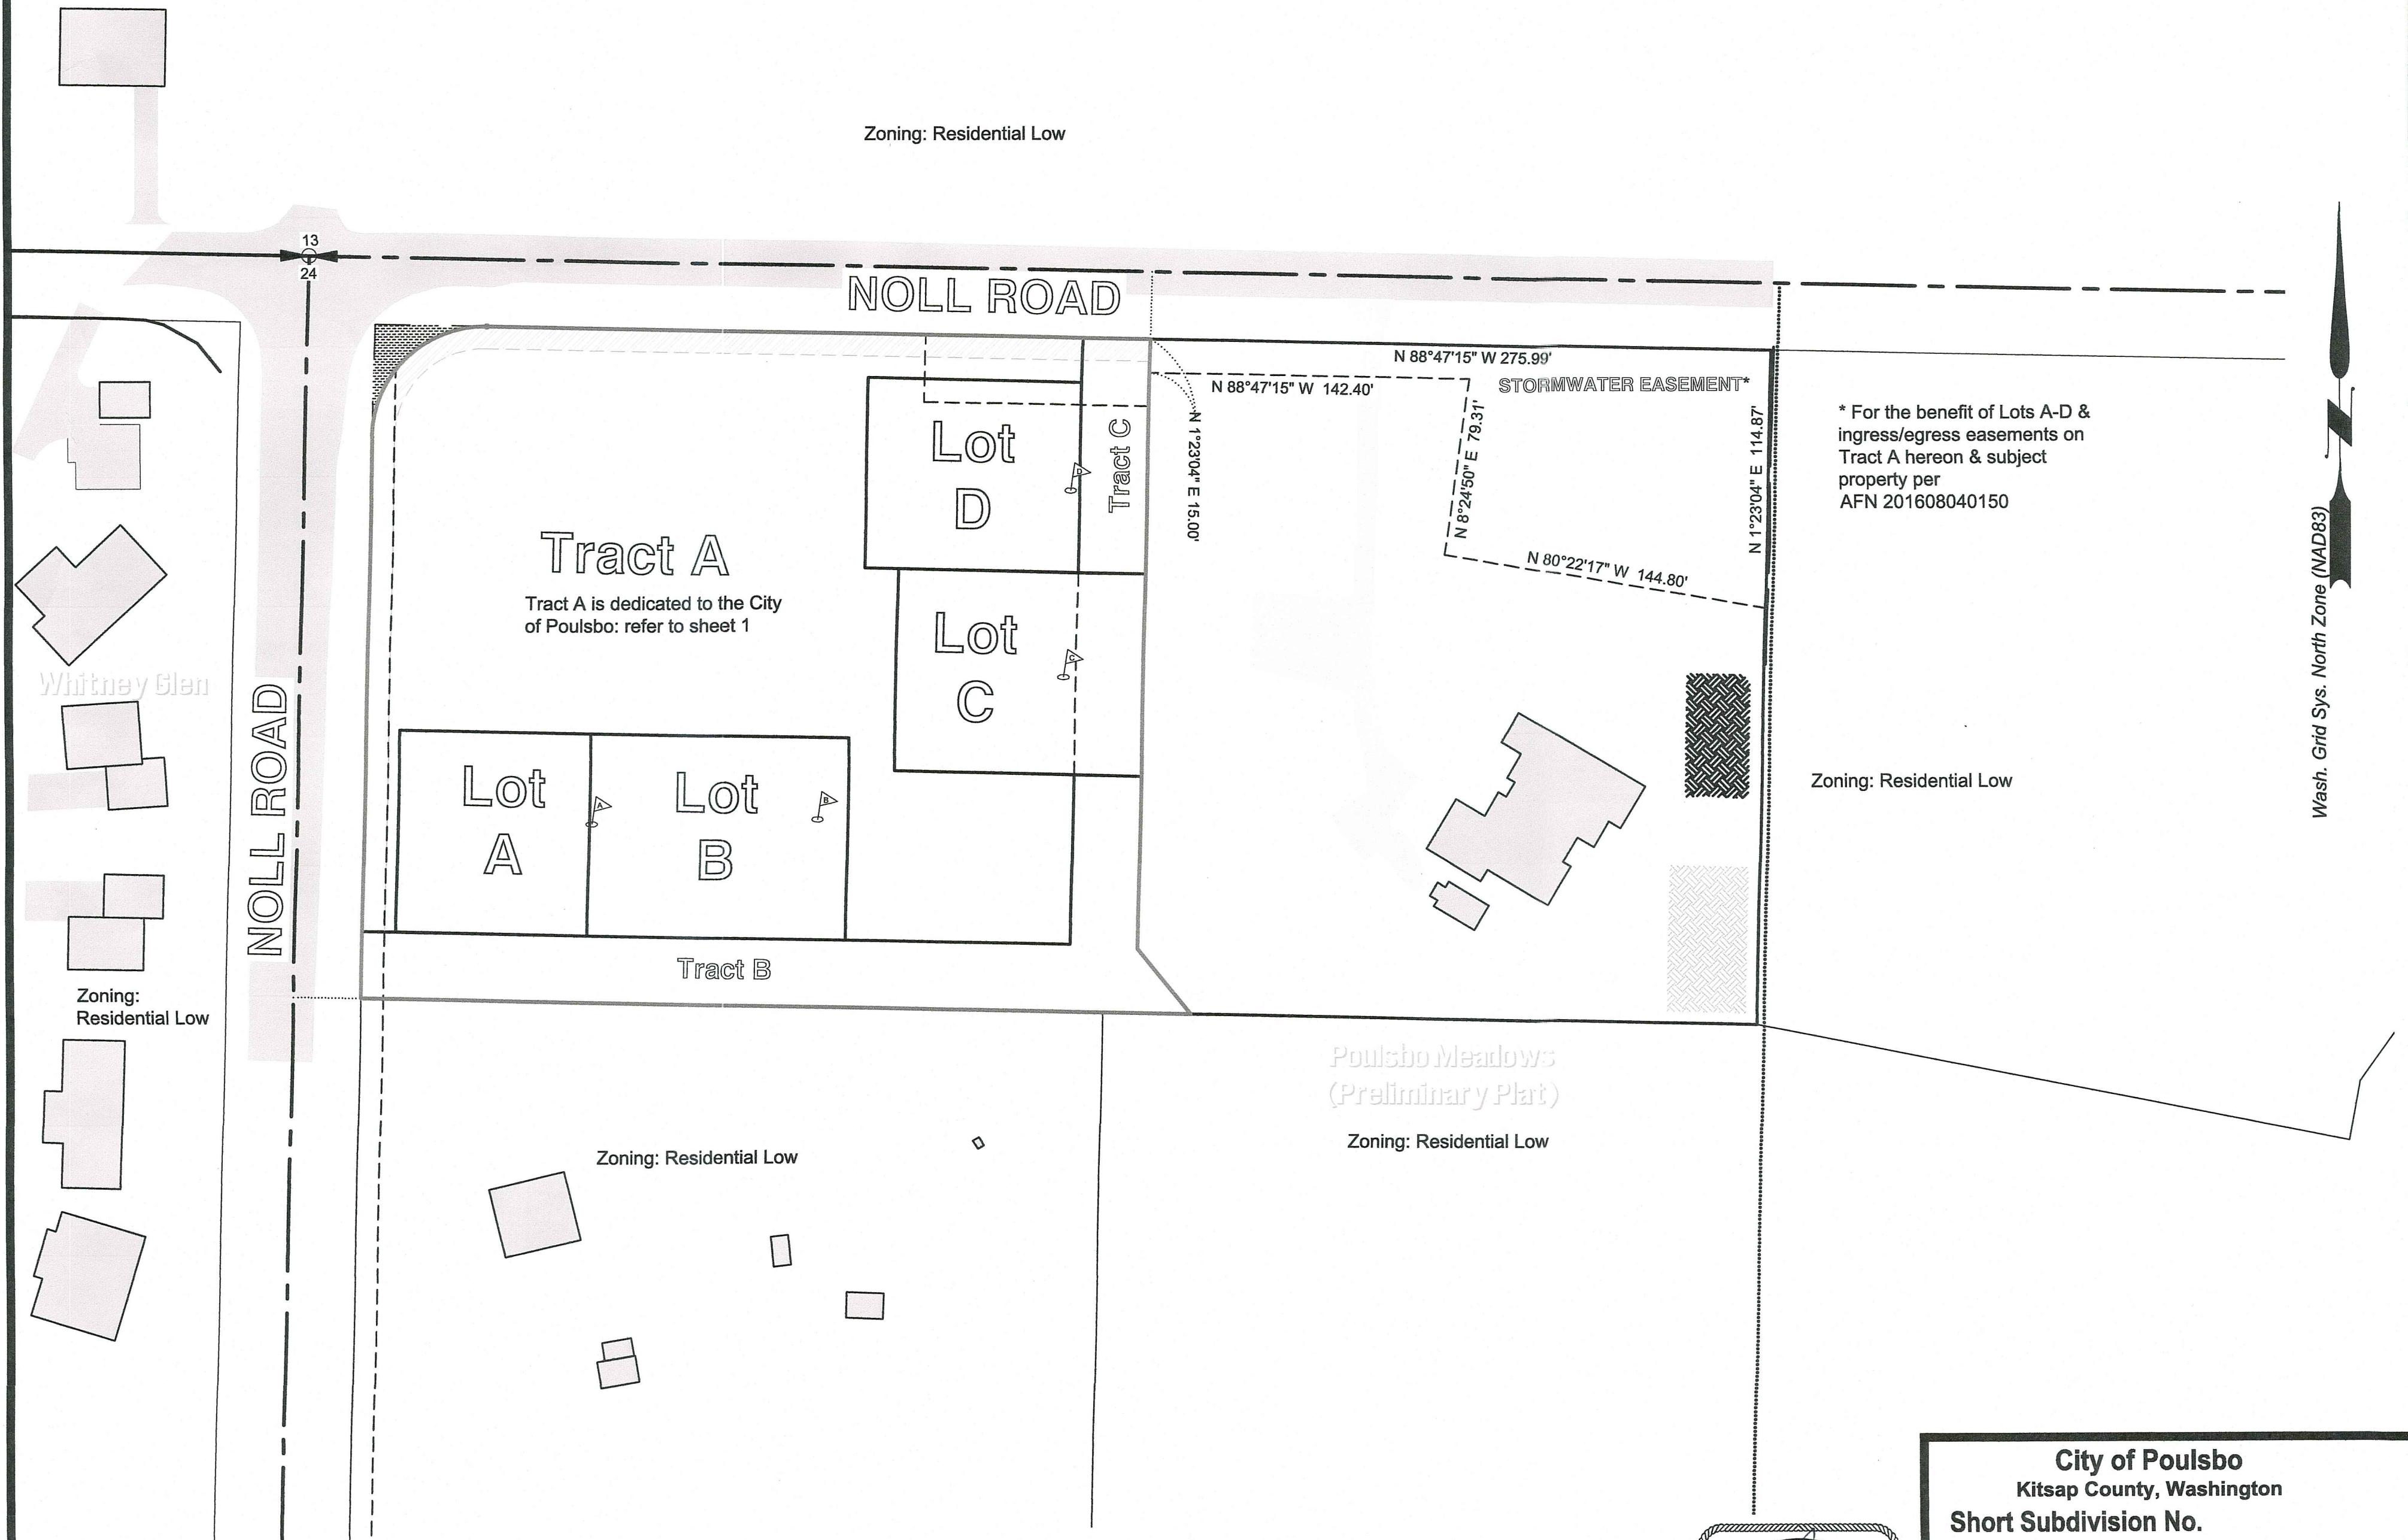 Zoning: Residential Low
13
24
NOLL ROAD
N 88°47'15" W 275.99'
N 88°47'15" W 142.40'
STORMWATER EASEMENT*
N 1°23'04" E 15.00'
N 8°24'50" E 79.31'
N 1°23'04" E 114.87'
N 80°22'17" W 144.80'
* For the benefit of Lots A-D &
ingress/egress easements on
Tract A hereon & subject
property per
AFN 201608040150
Wash. Grid Sys. North Zone (NAD83)
N
Lot
D
D
Tract C
Tract A
Tract A is dedicated to the City
of Poulsbo: refer to sheet 1
Lot
C
C
Whitney Glen
NOLL ROAD
Lot
A
A
Lot
B
B
Zoning: Residential Low
Tract B
Zoning:
Residential Low
Poulsbo Meadows
(Preliminary Plat)
Zoning: Residential Low
Zoning: Residential Low
City of Poulsbo
Kitsap County, Washington
Short Subdivision No.